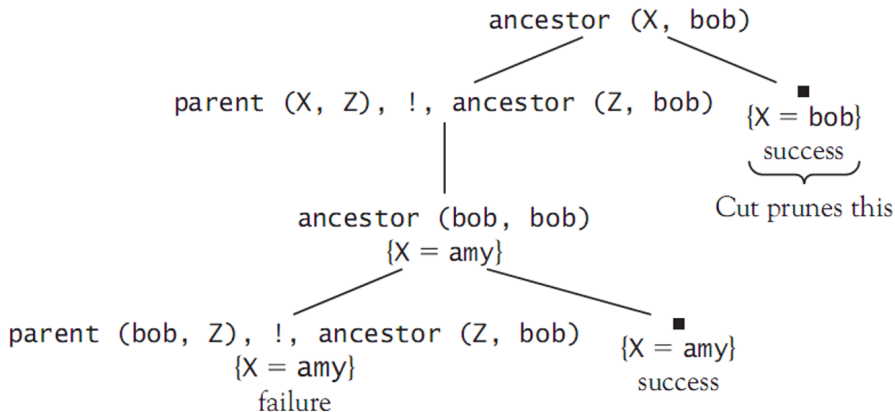 ancestor (X, bob)
parent (X, Z), !, ancestor (Z, bob)
{X = bob}
success
Cut prunes this
ancestor (bob, bob)
{X = amy}
parent (bob, Z), !, ancestor (Z, bob)
{X = amy}
failure
{X = amy}
success